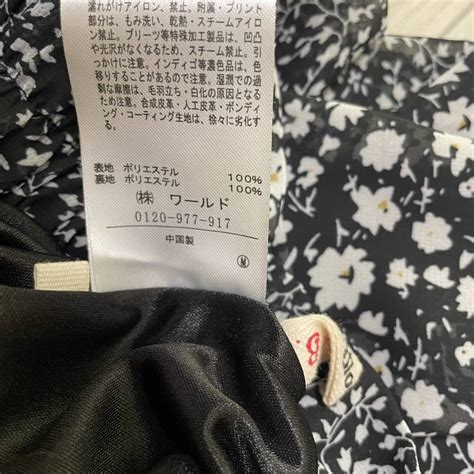 濡れがけアイロン、禁止。附属・プリント
部分は、もみ洗い、乾熱・スチームアイロ
ン、禁止。プリーツ等特殊加工製品は、凹凸
や光沢がなくなるため、スチーム禁止。引っ
かけに注意。インディゴ等濃色品は、色
移りすることがあるので注意、湿潤での過
剰な摩擦は、毛羽立ち・白化の原因となる
ため注意。合成皮革・人工皮革・ボンディ
ング・コーティング生地は、徐々に劣化す
る。
表地 ポリエステル 100%
裏地 ポリエステル 100%
(株) ワールド
0120-977-917
中国製
M